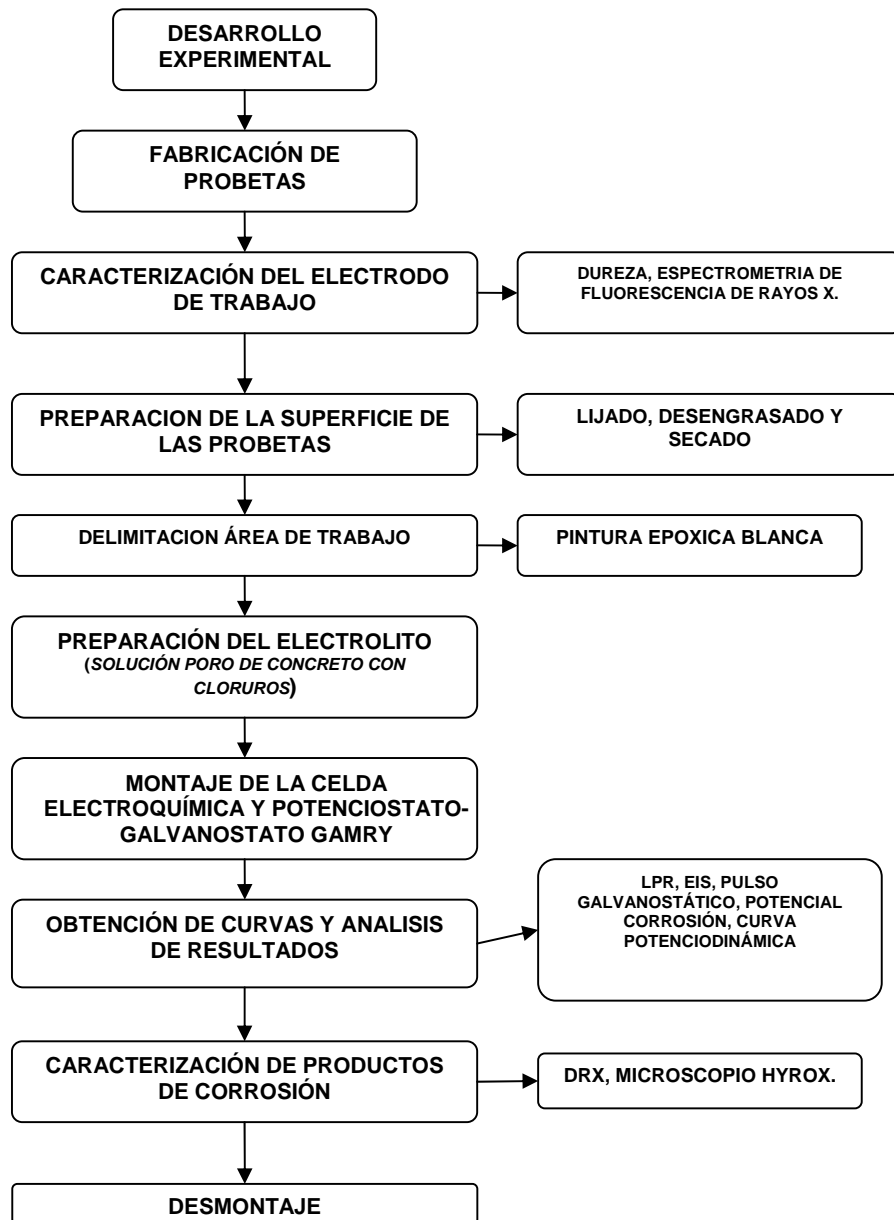 DESARROLLO
EXPERIMENTAL
FABRICACIÓN DE
PROBETAS
CARACTERIZACIÓN DEL ELECTRODO
DE TRABAJO
DUREZA, ESPECTROMETRIA DE
FLUORESCENCIA DE RAYOS X.
PREPARACION DE LA SUPERFICIE DE
LAS PROBETAS
LIJADO, DESENGRASADO Y
SECADO
DELIMITACION ÁREA DE TRABAJO
PINTURA EPOXICA BLANCA
PREPARACIÓN DEL ELECTROLITO
(SOLUCIÓN PORO DE CONCRETO CON
CLORUROS)
MONTAJE DE LA CELDA
ELECTROQUÍMICA Y POTENCIOSTATO-
GALVANOSTATO GAMRY
OBTENCIÓN DE CURVAS Y ANALISIS
DE RESULTADOS
LPR, EIS, PULSO
GALVANOSTÁTICO, POTENCIAL
CORROSIÓN, CURVA
POTENCIODINÁMICA
CARACTERIZACIÓN DE PRODUCTOS
DE CORROSIÓN
DRX, MICROSCOPIO HYROX.
DESMONTAJE